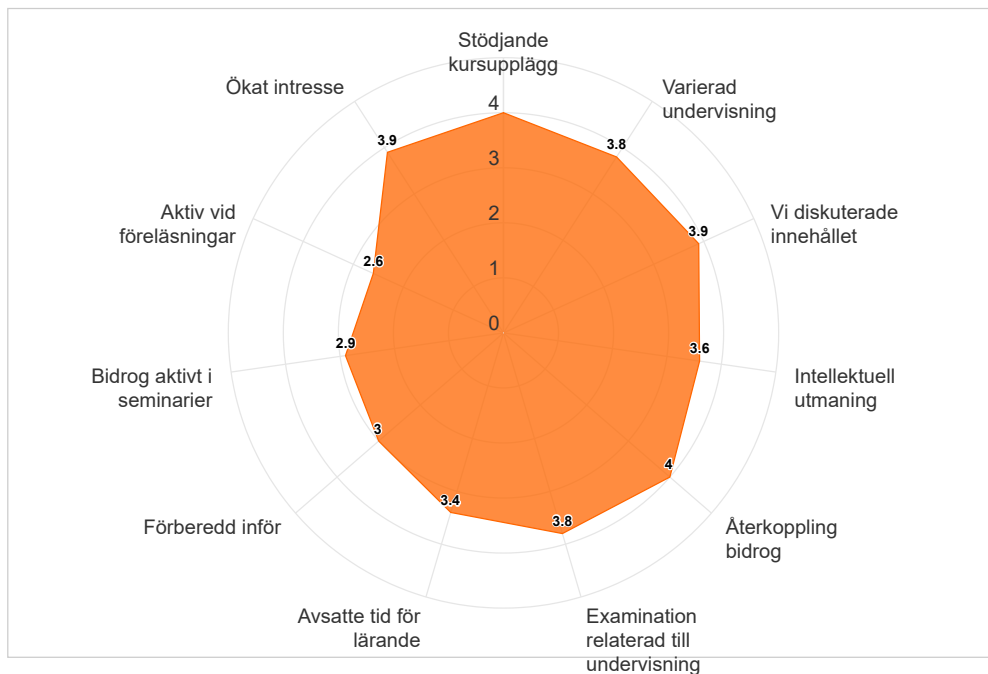 Stödjande
kursupplägg
Ökat intresse
Varierad
undervisning
4
3.9
3.8
3
Aktiv vid
föreläsningar
Vi diskuterade
innehållet
2
3.9
2.6
1
0
2.9
3.6
Bidrog aktivt i
seminarier
Intellektuell
utmaning
3
4
3.4
3.8
Förberedd inför
Återkoppling
bidrog
Avsatte tid för
lärande
Examination
relaterad till
undervisning